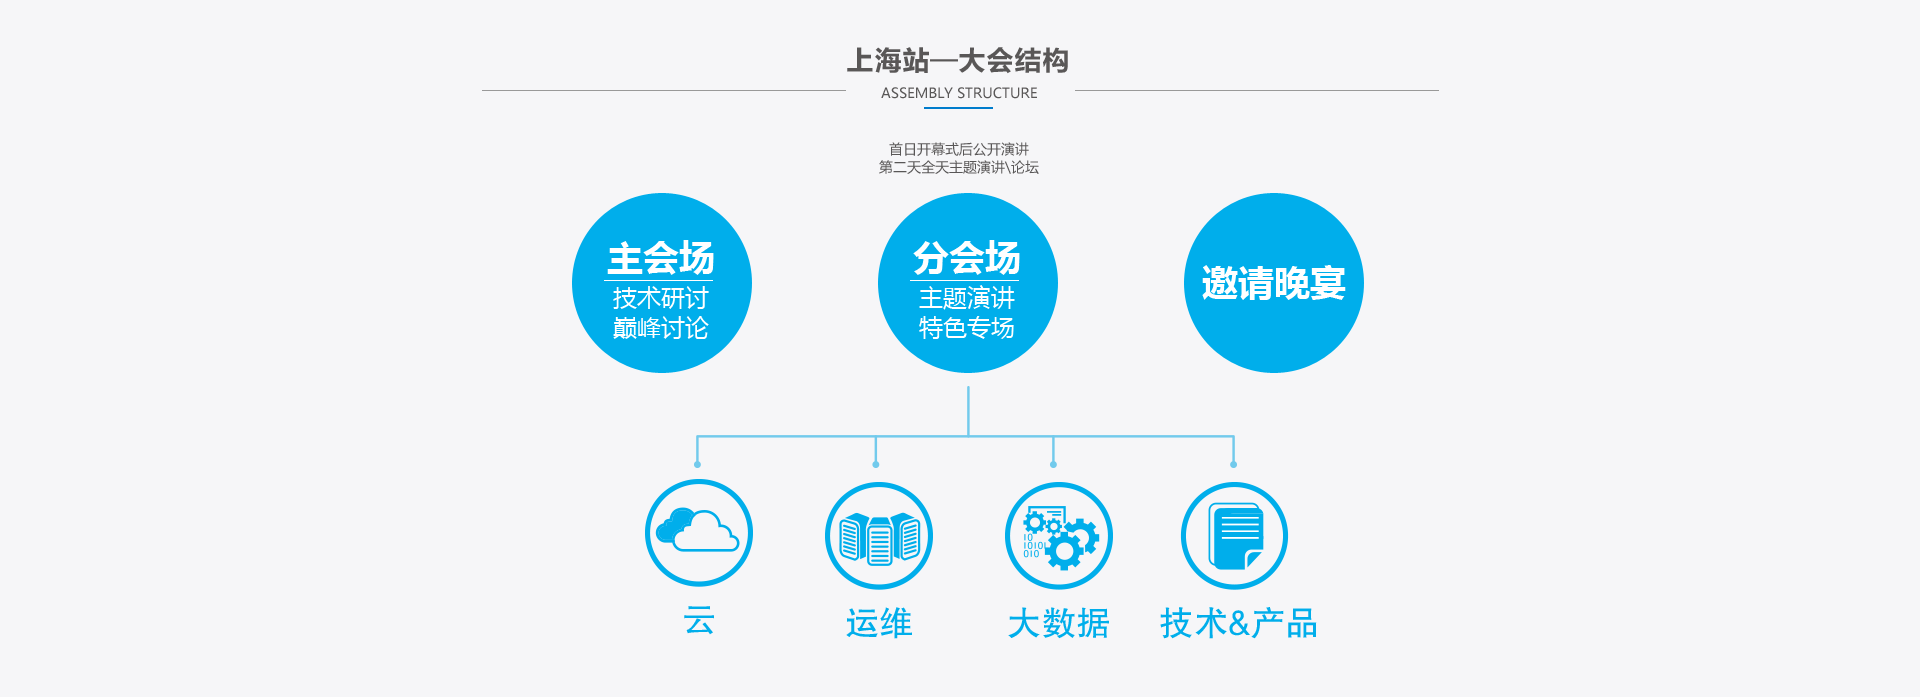 上海站—大会结构
ASSEMBLY STRUCTURE
首日开幕式后公开演讲
第二天全天主题演讲\论坛
主会场
技术研讨
巅峰讨论
分会场
主题演讲
特色专场
邀请晚宴
10
10101
010
云
运维
大数据
技术&产品